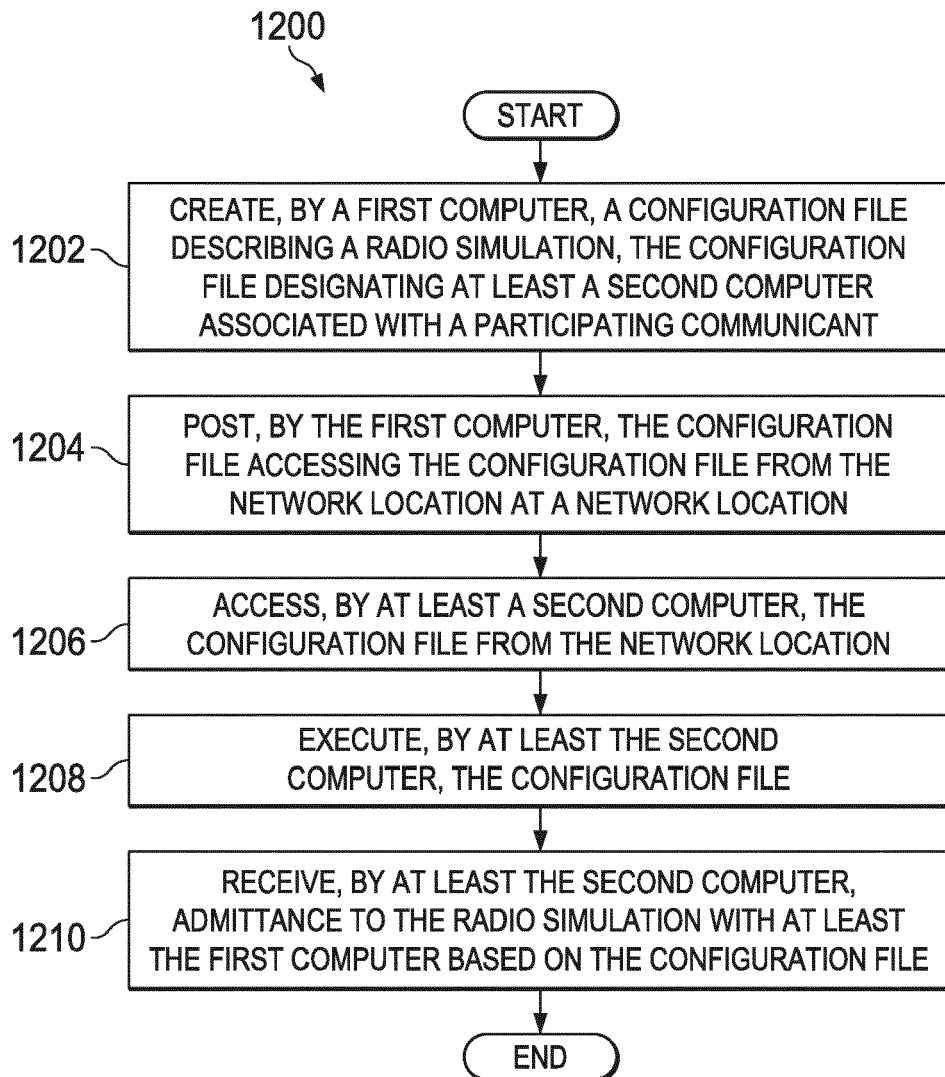 1200
START
1202
CREATE, BY A FIRST COMPUTER, A CONFIGURATION FILE
DESCRIBING A RADIO SIMULATION, THE CONFIGURATION
FILE DESIGNATING AT LEAST A SECOND COMPUTER
ASSOCIATED WITH A PARTICIPATING COMMUNICANT
1204
POST, BY THE FIRST COMPUTER, THE CONFIGURATION
FILE ACCESSING THE CONFIGURATION FILE FROM THE
NETWORK LOCATION AT A NETWORK LOCATION
1206
ACCESS, BY AT LEAST A SECOND COMPUTER, THE
CONFIGURATION FILE FROM THE NETWORK LOCATION
1208
EXECUTE, BY AT LEAST THE SECOND
COMPUTER, THE CONFIGURATION FILE
1210
RECEIVE, BY AT LEAST THE SECOND COMPUTER,
ADMITTANCE TO THE RADIO SIMULATION WITH AT LEAST
THE FIRST COMPUTER BASED ON THE CONFIGURATION FILE
END